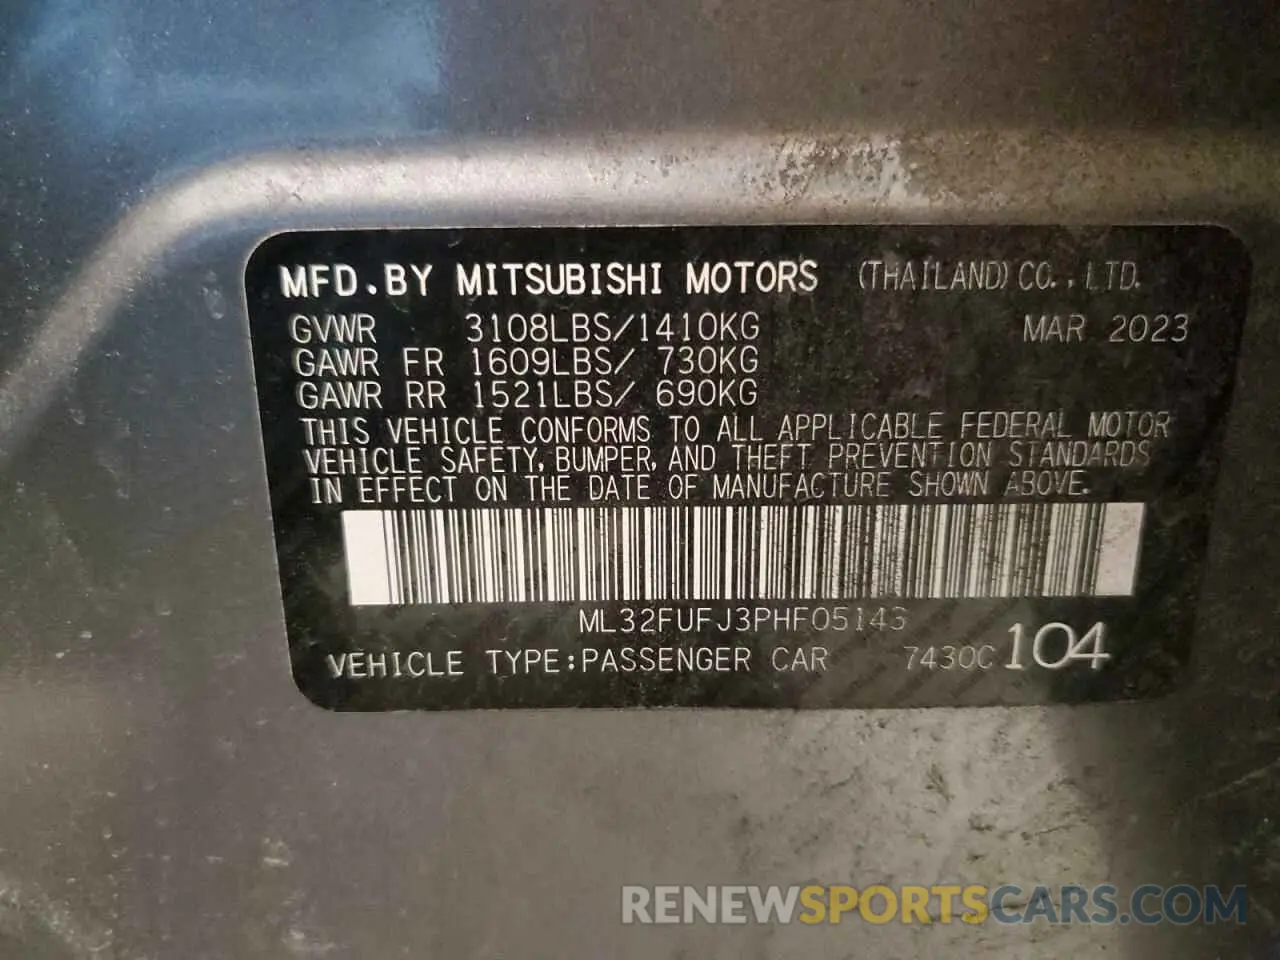 MFD.BY MITSUBISHI MOTORS (THAILAND) CO.,LTD.
GVWR 3108LBS/1410KG MAR 2023
GAWR FR 1609LBS/ 730KG
GAWR RR 1521LBS/ 690KG
THIS VEHICLE CONFORMS TO ALL APPLICABLE FEDERAL MOTOR
VEHICLE SAFETY, BUMPER, AND THEFT PREVENTION STANDARDS
IN EFFECT ON THE DATE OF MANUFACTURE SHOWN ABOVE.
ML32FUFJ3PHF05143
VEHICLE TYPE:PASSENGER CAR 7430C 104
RENEWSPORTSCARS.COM